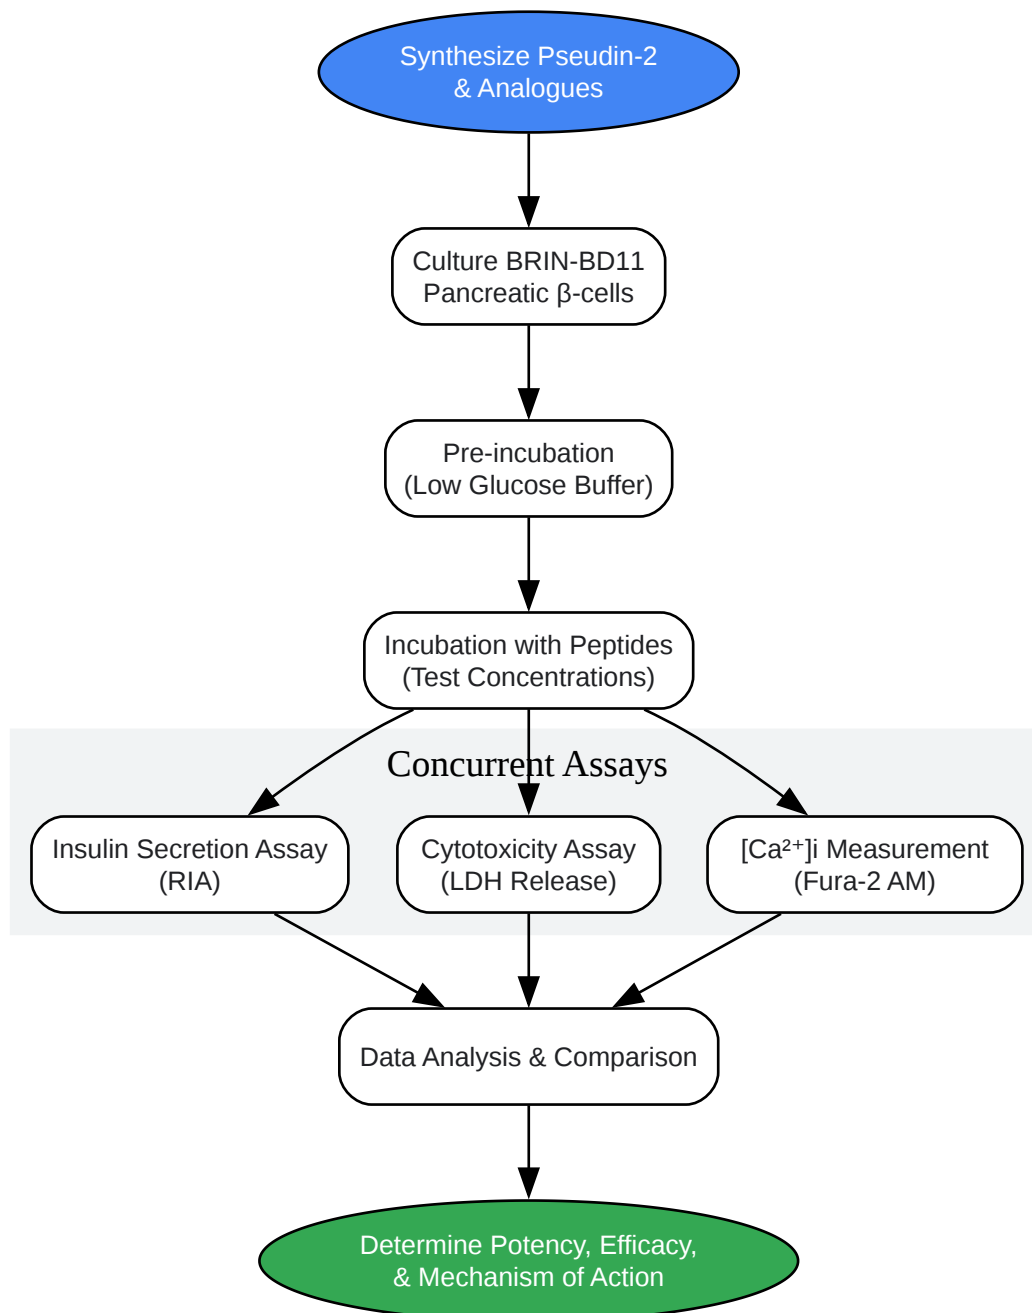 Synthesize Pseudin-2
& Analogues
Culture BRIN-BD11
Pancreatic β-cells
Pre-incubation
(Low Glucose Buffer)
Incubation with Peptides
(Test Concentrations)
Concurrent Assays
Insulin Secretion Assay
(RIA)
Cytotoxicity Assay
(LDH Release)
[Ca²⁺]i Measurement
(Fura-2 AM)
Data Analysis & Comparison
Determine Potency, Efficacy,
& Mechanism of Action